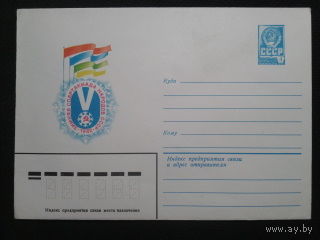 V
СССР
Куда
Кому
Индекс предприятия связи
и адрес отправителя
Индекс предприятия связи места назначения
www.ay.by